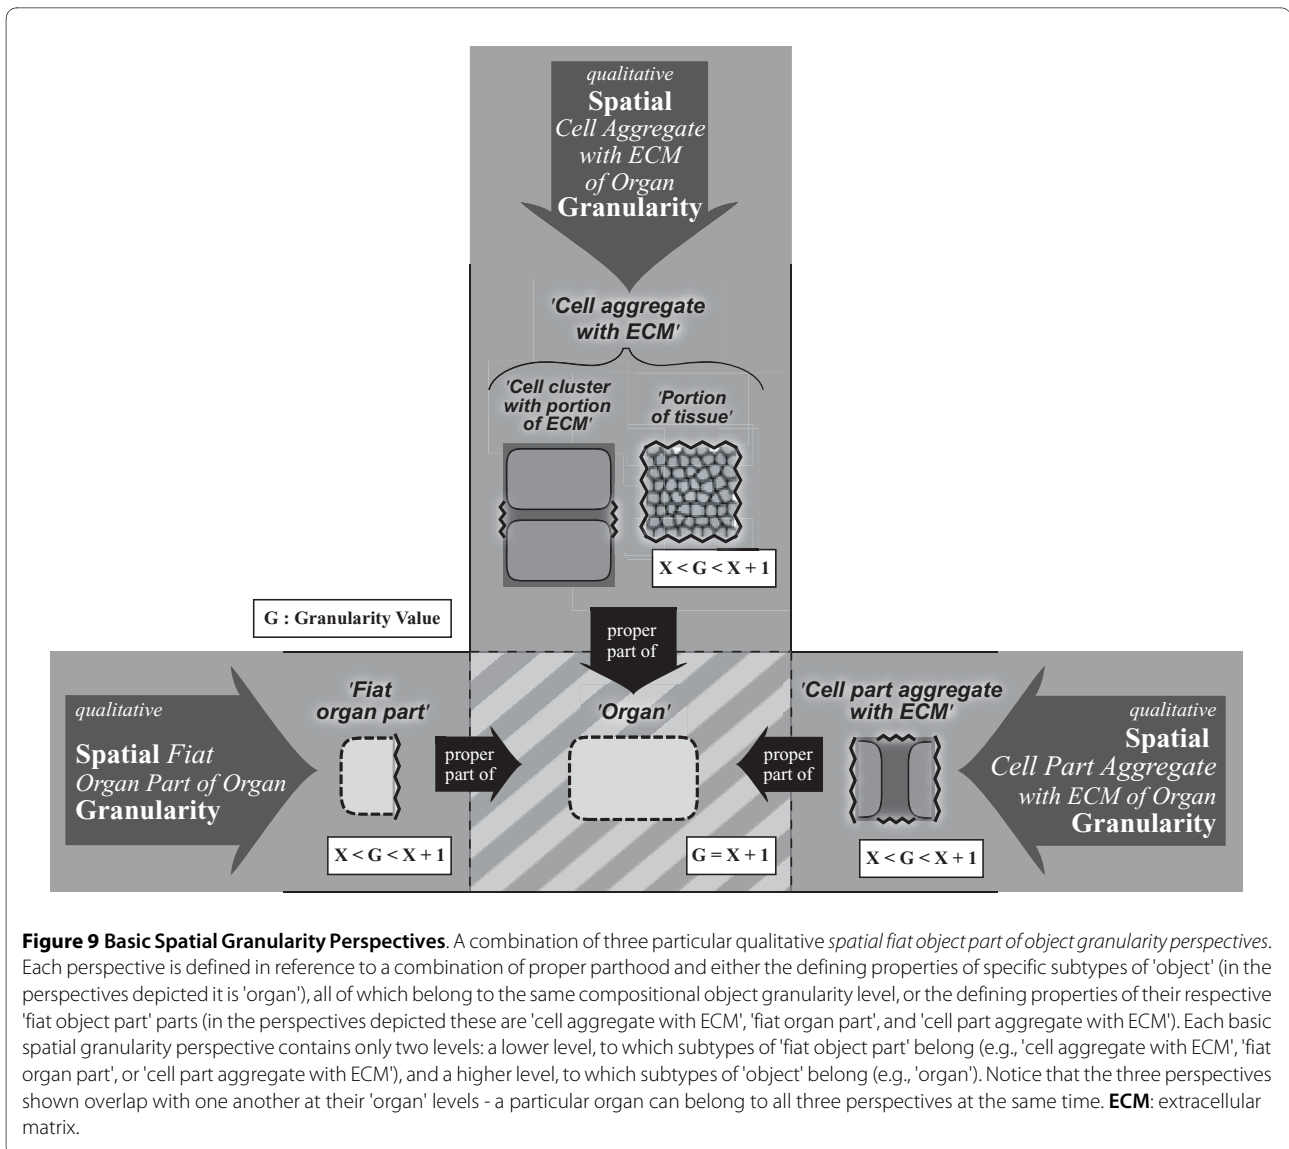 qualitative
Spatial
Cell Aggregate
with ECM
of Organ
Granularity
'Cell aggregate
with ECM'
'Cell cluster
with portion
of ECM'
'Portion
of tissue'
X < G < X + 1
G : Granularity Value
proper
part of
qualitative
Spatial Fiat
Organ Part of Organ
Granularity
'Fiat
organ part'
X < G < X + 1
proper
part of
'Organ'
G = X + 1
proper
part of
'Cell part aggregate
with ECM'
X < G < X + 1
qualitative
Spatial
Cell Part Aggregate
with ECM of Organ
Granularity
Figure 9 Basic Spatial Granularity Perspectives. A combination of three particular qualitative spatial fiat object part of object granularity perspectives.
Each perspective is defined in reference to a combination of proper parthood and either the defining properties of specific subtypes of 'object' (in the
perspectives depicted it is 'organ'), all of which belong to the same compositional object granularity level, or the defining properties of their respective
'fiat object part' parts (in the perspectives depicted these are 'cell aggregate with ECM', 'fiat organ part', and 'cell part aggregate with ECM'). Each basic
spatial granularity perspective contains only two levels: a lower level, to which subtypes of 'fiat object part' belong (e.g., 'cell aggregate with ECM', 'fiat
organ part', or 'cell part aggregate with ECM'), and a higher level, to which subtypes of 'object' belong (e.g., 'organ'). Notice that the three perspectives
shown overlap with one another at their 'organ' levels - a particular organ can belong to all three perspectives at the same time. ECM: extracellular
matrix.